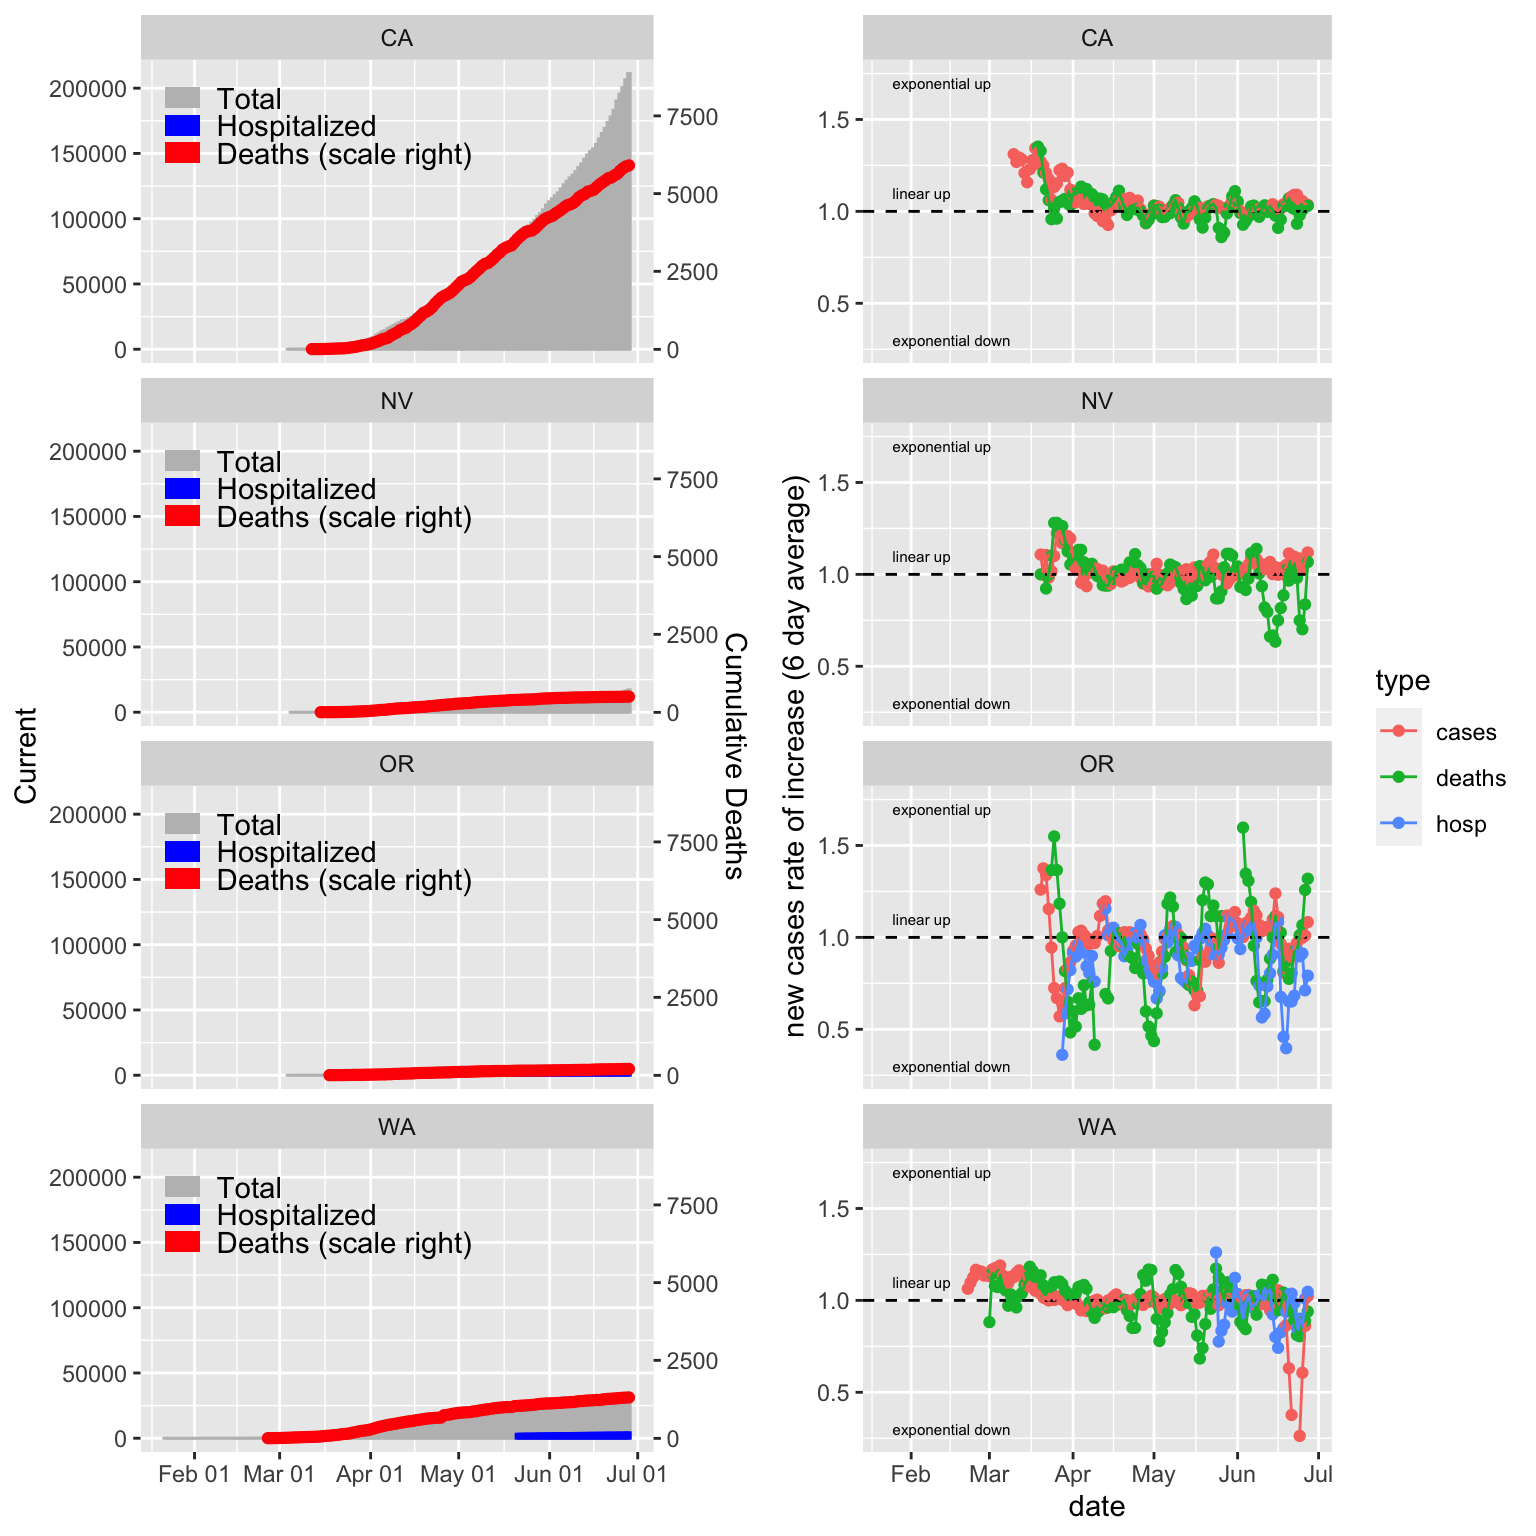 CA
200000
150000
100000
50000
0
Total
Hospitalized
Deaths (scale right)
7500
5000
2500
0
NV
200000
150000
100000
50000
0
Total
Hospitalized
Deaths (scale right)
7500
5000
2500
0
OR
200000
150000
100000
50000
0
Total
Hospitalized
Deaths (scale right)
7500
5000
2500
0
WA
200000
150000
100000
50000
0
Total
Hospitalized
Deaths (scale right)
7500
5000
2500
0
Feb 01
Mar 01
Apr 01
May 01
Jun 01
Jul 01
Current
Cumulative Deaths
CA
exponential up
linear up
exponential down
1.5
1.0
0.5
NV
exponential up
linear up
exponential down
1.5
1.0
0.5
OR
exponential up
linear up
exponential down
1.5
1.0
0.5
WA
exponential up
linear up
exponential down
1.5
1.0
0.5
Feb
Mar
Apr
May
Jun
Jul
date
new cases rate of increase (6 day average)
type
cases
deaths
hosp